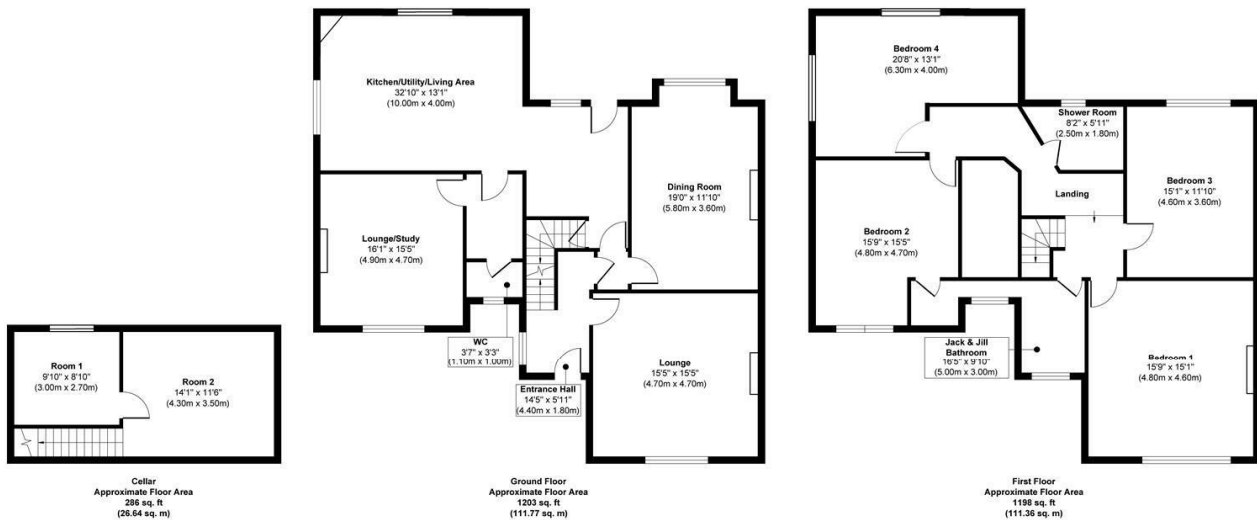 Room 1
9'10" x 8'10"
(3.00m x 2.70m)
Room 2
14'1" x 11'6"
(4.30m x 3.50m)
Cellar
Approximate Floor Area
286 sq. ft
(26.64 sq. m)
Kitchen/Utility/Living Area
32'10" x 13'1"
(10.00m x 4.00m)
Dining Room
19'0" x 11'10"
(5.80m x 3.60m)
Lounge/Study
16'1" x 15'5"
(4.90m x 4.70m)
WC
3'7" x 3'3"
(1.10m x 1.00m)
Entrance Hall
14'5" x 5'11"
(4.40m x 1.80m)
Lounge
15'5" x 15'5"
(4.70m x 4.70m)
Ground Floor
Approximate Floor Area
1203 sq. ft
(111.77 sq. m)
Bedroom 4
20'8" x 13'1"
(6.30m x 4.00m)
Shower Room
8'2" x 5'11"
(2.50m x 1.80m)
Landing
Bedroom 3
15'1" x 11'10"
(4.60m x 3.60m)
Bedroom 2
15'9" x 15'5"
(4.80m x 4.70m)
Jack & Jill
Bathroom
16'5" x 9'10"
(5.00m x 3.00m)
Bedroom 1
15'9" x 15'1"
(4.80m x 4.60m)
First Floor
Approximate Floor Area
1198 sq. ft
(111.36 sq. m)